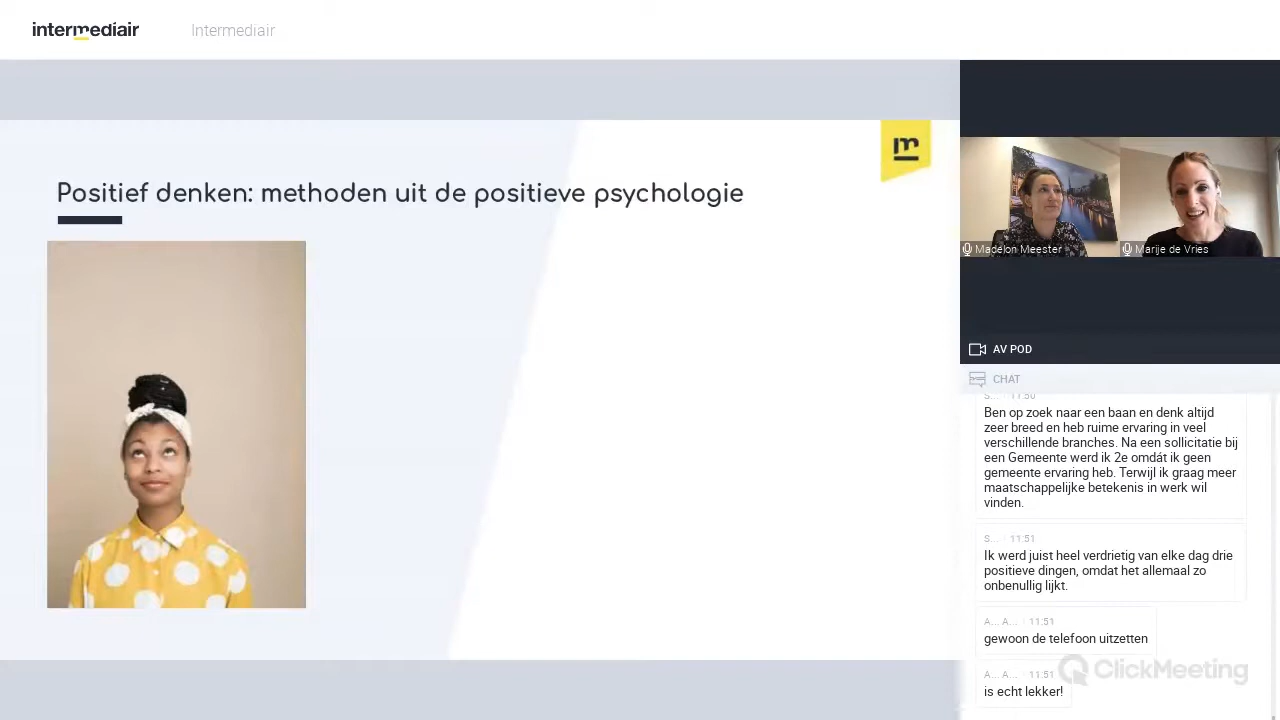 intermediair
Intermediair
Positief denken: methoden uit de positieve psychologie
m
Madelon Meester
Marije de Vries
AV POD
CHAT
S... 11:50
Ben op zoek naar een baan en denk altijd
zeer breed en heb ruime ervaring in veel
verschillende branches. Na een sollicitatie bij
een Gemeente werd ik 2e omdát ik geen
gemeente ervaring heb. Terwijl ik graag meer
maatschappelijke betekenis in werk wil
vinden.
S... 11:51
Ik werd juist heel verdrietig van elke dag drie
positieve dingen, omdat het allemaal zo
onbenullig lijkt.
A... A... 11:51
gewoon de telefoon uitzetten
A... A... 11:51
is echt lekker!
ClickMeeting